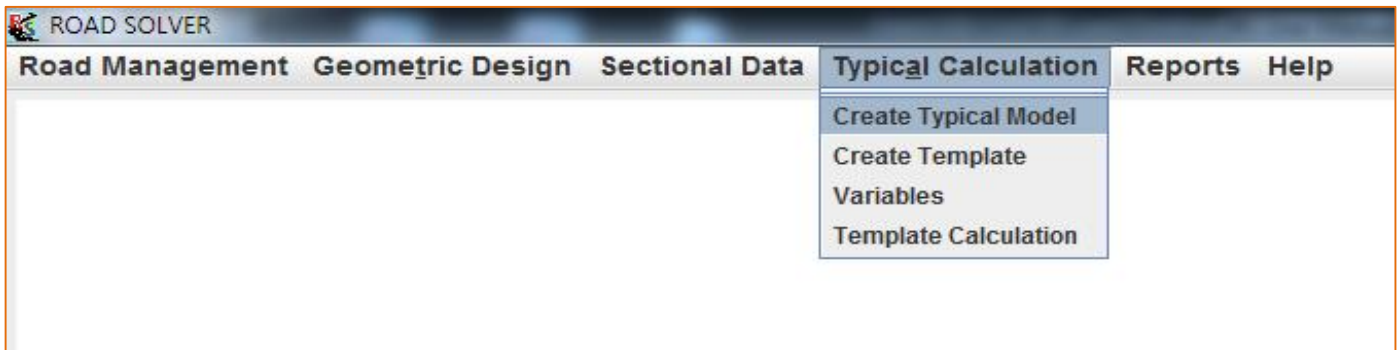 ROAD SOLVER
Road Management Geometric Design Sectional Data Typical Calculation Reports Help
Create Typical Model
Create Template
Variables
Template Calculation